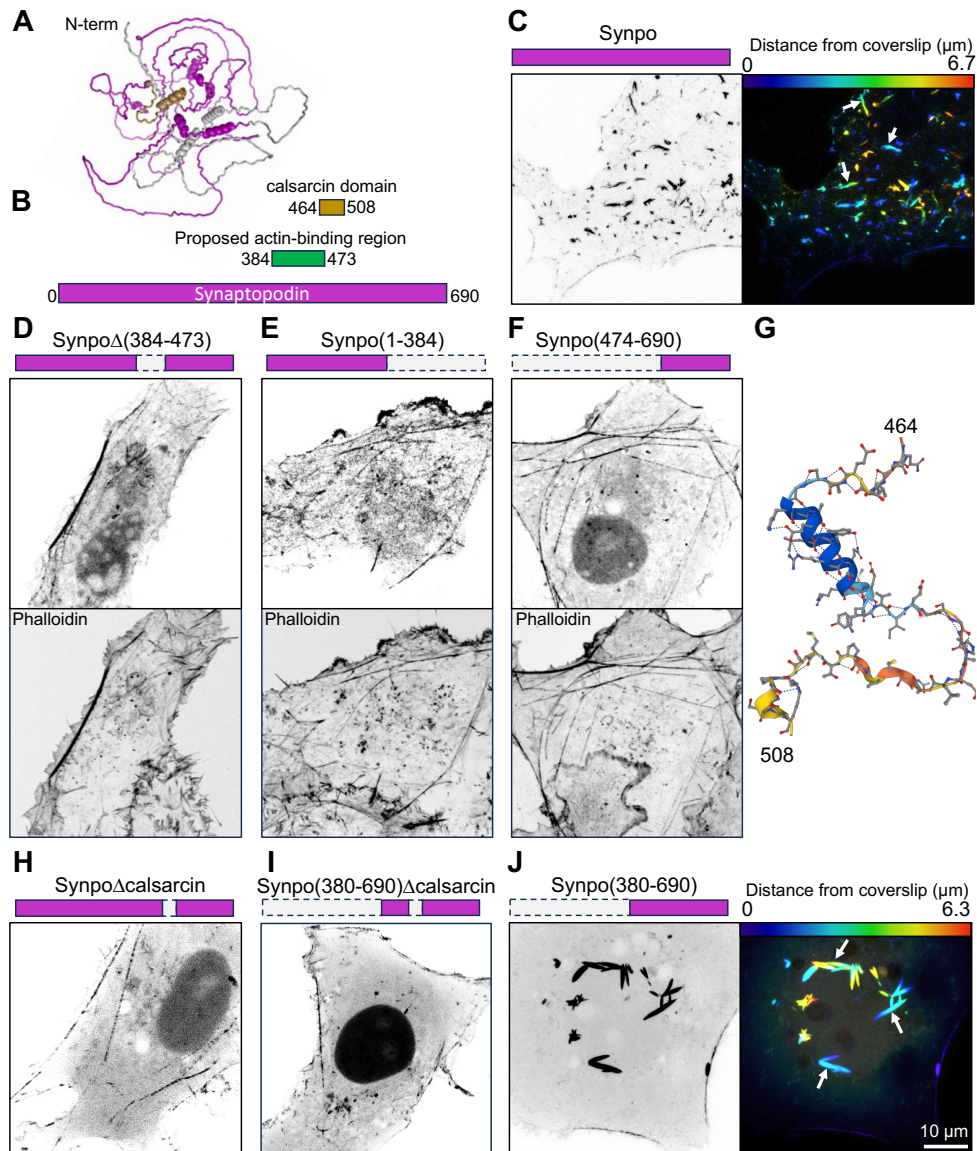 A
N-term
B
calsarcin domain
464 508
Proposed actin-binding region
384 473
0 Synaptopodin 690
C
Synpo
Distance from coverslip (µm)
0 6.7
D
SynpoΔ(384-473)
Phalloidin
E
Synpo(1-384)
Phalloidin
F
Synpo(474-690)
Phalloidin
G
464
508
H
SynpoΔcalsarcin
I
Synpo(380-690)Δcalsarcin
J
Synpo(380-690)
Distance from coverslip (µm)
0 6.3
10 µm